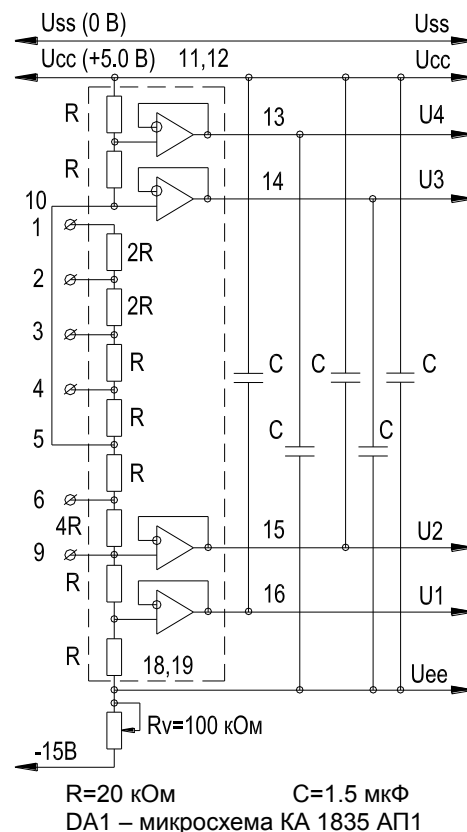 Uss (0 В) Uss
Ucc (+5.0 В) 11,12 Ucc
R 13 U4
R 14 U3
10
1
2R
2
2R
3
R C C
4
R C C
5
R
6
4R 15 U2
9
R 16 U1
R 18,19 Uee
Rv=100 кОм
-15В
R=20 кОм C=1.5 мкФ
DA1 – микросхема КА 1835 АП1